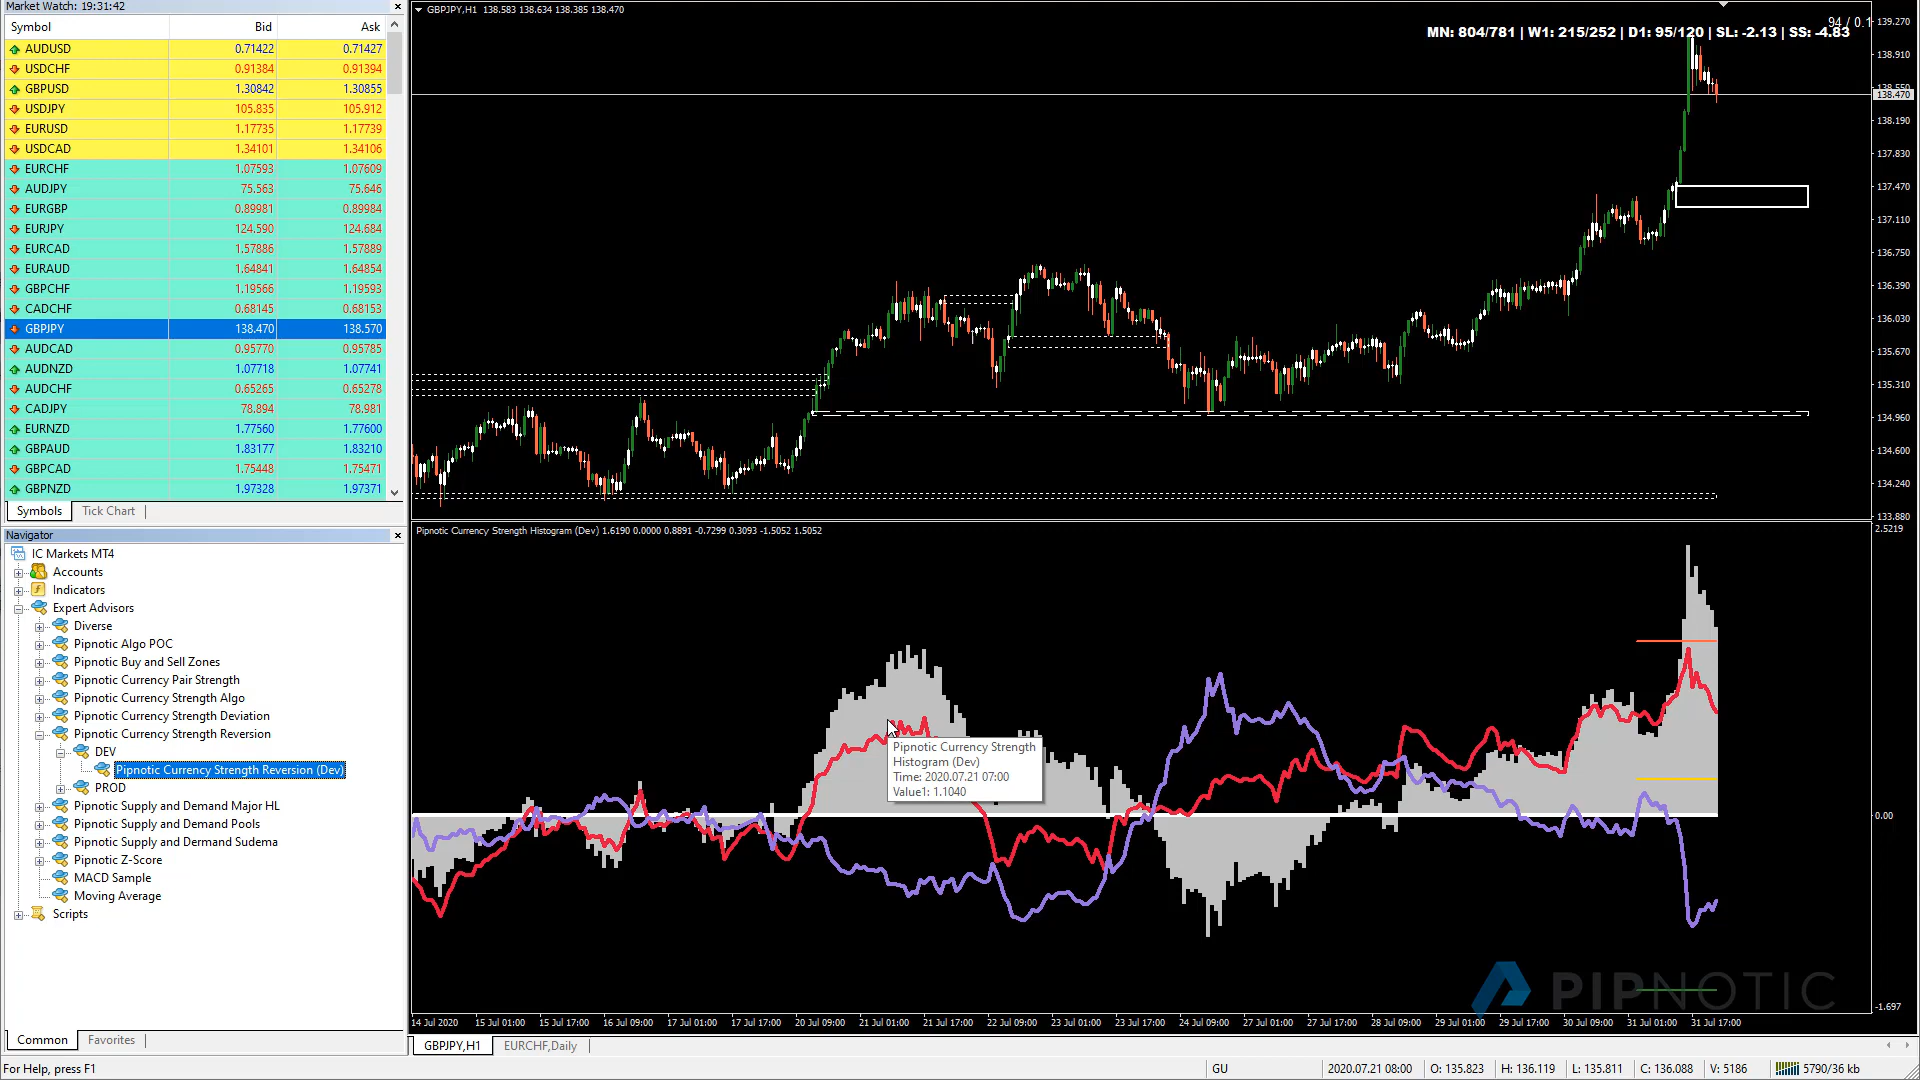 Market Watch: 19:31:42
Symbol Bid Ask
AUDUSD 0.71422 0.71427
USDCHF 0.91384 0.91394
GBPUSD 1.30842 1.30855
USDJPY 105.835 105.912
EURUSD 1.17735 1.17739
USDCAD 1.34101 1.34106
EURCHF 1.07593 1.07609
AUDJPY 75.563 75.646
EURGBP 0.89981 0.89984
EURJPY 124.590 124.684
EURCAD 1.57886 1.57889
EURAUD 1.64841 1.64854
GBPCHF 1.19566 1.19593
CADCHF 0.68145 0.68153
GBPJPY 138.470 138.570
AUDCAD 0.95770 0.95785
AUDNZD 1.07718 1.07741
AUDCHF 0.65265 0.65278
CADJPY 78.894 78.981
EURNZD 1.77560 1.77600
GBPAUD 1.83177 1.83210
GBPCAD 1.75448 1.75471
GBPNZD 1.97328 1.97371
Symbols Tick Chart
Navigator
IC Markets MT4
Accounts
Indicators
Expert Advisors
Diverse
Pipnotic Algo POC
Pipnotic Buy and Sell Zones
Pipnotic Currency Pair Strength
Pipnotic Currency Strength Algo
Pipnotic Currency Strength Deviation
Pipnotic Currency Strength Reversion
DEV
Pipnotic Currency Strength Reversion (Dev)
PROD
Pipnotic Supply and Demand Major HL
Pipnotic Supply and Demand Pools
Pipnotic Supply and Dermand Sudema
Pipnotic Z-Score
MACD Sample
Moving Average
Scripts
Common Favorites
For Help, press F1
GBPJPY,H1 138.583 138.634 138.385 138.470
94 / 0.1
MN: 804/781 | W1: 215/252 | D1: 95/120 | SL: -2.13 | SS: -4.83
139.270
138.910
138.550
138.470
138.190
137.830
137.470
137.110
136.750
136.390
136.030
135.670
135.310
134.960
134.600
134.240
133.880
Pipnotic Currency Strength Histogram (Dev) 1.6190 0.0000 0.8891 -0.7299 0.3093 -1.5052 1.5052
2.5219
0.00
-1.697
Pipnotic Currency Strength
Histogram (Dev)
Time: 2020.07.21 07:00
Value1: 1.1040
PIPNOTIC
14 Jul 2020 15 Jul 01:00 15 Jul 17:00 16 Jul 09:00 17 Jul 01:00 17 Jul 17:00 20 Jul 09:00 21 Jul 01:00 21 Jul 17:00 22 Jul 09:00 23 Jul 01:00 23 Jul 17:00 24 Jul 09:00 27 Jul 01:00 27 Jul 17:00 28 Jul 09:00 29 Jul 01:00 29 Jul 17:00 30 Jul 09:00 31 Jul 01:00 31 Jul 17:00
GBPJPY,H1 EURCHF,Daily
GU 2020.07.21 08:00 O: 135.823 H: 136.119 L: 135.811 C: 136.088 V: 5186 5790/36 kb